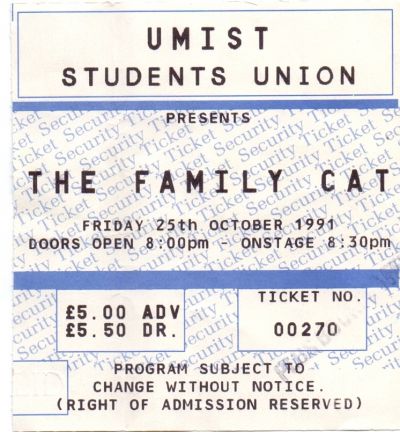 UMIST
STUDENTS UNION
PRESENTS
THE FAMILY CAT
FRIDAY 25th OCTOBER 1991
DOORS OPEN 8:00pm - ONSTAGE 8:30pm
£5.00 ADV
£5.50 DR.
TICKET NO.
00270
PROGRAM SUBJECT TO
CHANGE WITHOUT NOTICE.
(RIGHT OF ADMISSION RESERVED)